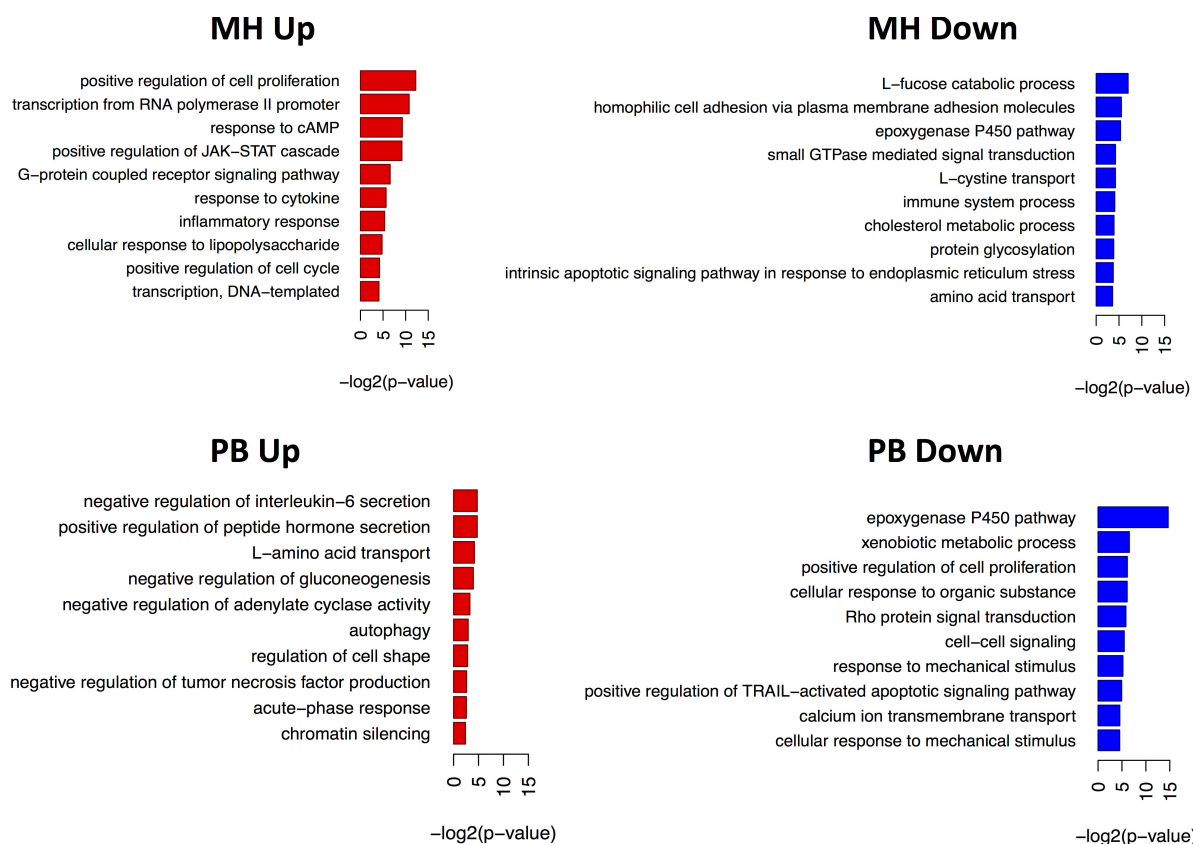 MH Up
positive regulation of cell proliferation
transcription from RNA polymerase II promoter
response to cAMP
positive regulation of JAK−STAT cascade
G−protein coupled receptor signaling pathway
response to cytokine
inflammatory response
cellular response to lipopolysaccharide
positive regulation of cell cycle
transcription, DNA−templated
0 5 10 15
−log2(p−value)
MH Down
L−fucose catabolic process
homophilic cell adhesion via plasma membrane adhesion molecules
epoxygenase P450 pathway
small GTPase mediated signal transduction
L−cystine transport
immune system process
cholesterol metabolic process
protein glycosylation
intrinsic apoptotic signaling pathway in response to endoplasmic reticulum stress
amino acid transport
0 5 10 15
−log2(p−value)
PB Up
negative regulation of interleukin−6 secretion
positive regulation of peptide hormone secretion
L−amino acid transport
negative regulation of gluconeogenesis
negative regulation of adenylate cyclase activity
autophagy
regulation of cell shape
negative regulation of tumor necrosis factor production
acute−phase response
chromatin silencing
0 5 10 15
−log2(p−value)
PB Down
epoxygenase P450 pathway
xenobiotic metabolic process
positive regulation of cell proliferation
cellular response to organic substance
Rho protein signal transduction
cell−cell signaling
response to mechanical stimulus
positive regulation of TRAIL−activated apoptotic signaling pathway
calcium ion transmembrane transport
cellular response to mechanical stimulus
0 5 10 15
−log2(p−value)